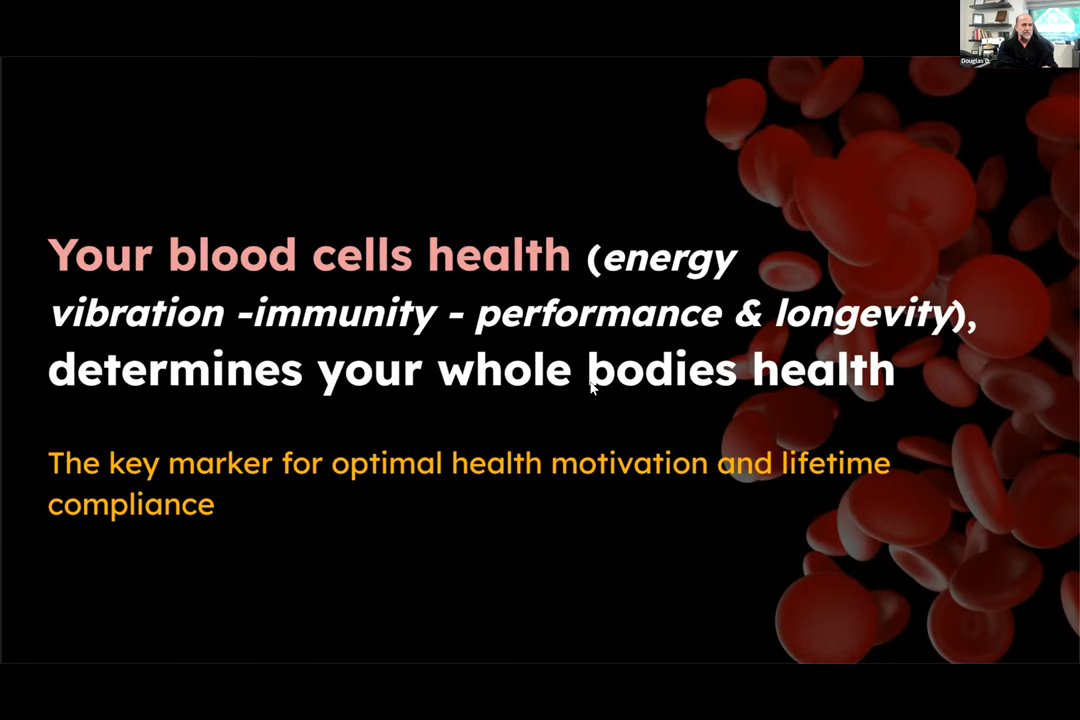 Douglas D.
Your blood cells health (energy
vibration -immunity - performance & longevity),
determines your whole bodies health
The key marker for optimal health motivation and lifetime
compliance